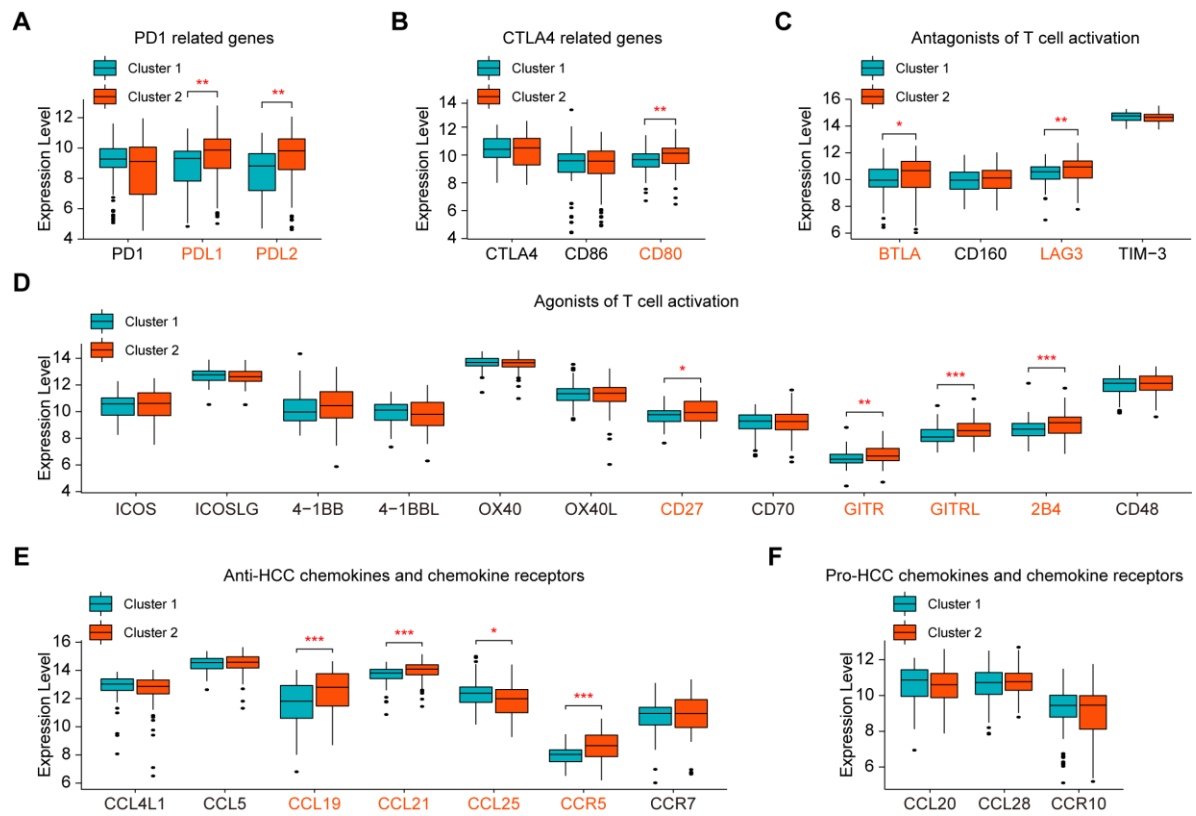 A
PD1 related genes
Cluster 1
Cluster 2
**
**
Expression Level
12
10
8
6
4
PD1 PDL1 PDL2
B
CTLA4 related genes
Cluster 1
Cluster 2
**
Expression Level
14
12
10
8
6
4
CTLA4 CD86 CD80
C
Antagonists of T cell activation
Cluster 1
Cluster 2
*
**
Expression Level
16
14
12
10
8
6
BTLA CD160 LAG3 TIM−3
D
Agonists of T cell activation
Cluster 1
Cluster 2
*
**
***
***
Expression Level
14
12
10
8
6
4
ICOS ICOSLG 4−1BB 4−1BBL OX40 OX40L CD27 CD70 GITR GITRL 2B4 CD48
E
Anti-HCC chemokines and chemokine receptors
Cluster 1
Cluster 2
***
***
*
***
Expression Level
16
14
12
10
8
6
CCL4L1 CCL5 CCL19 CCL21 CCL25 CCR5 CCR7
F
Pro-HCC chemokines and chemokine receptors
Cluster 1
Cluster 2
Expression Level
12
10
8
6
CCL20 CCL28 CCR10